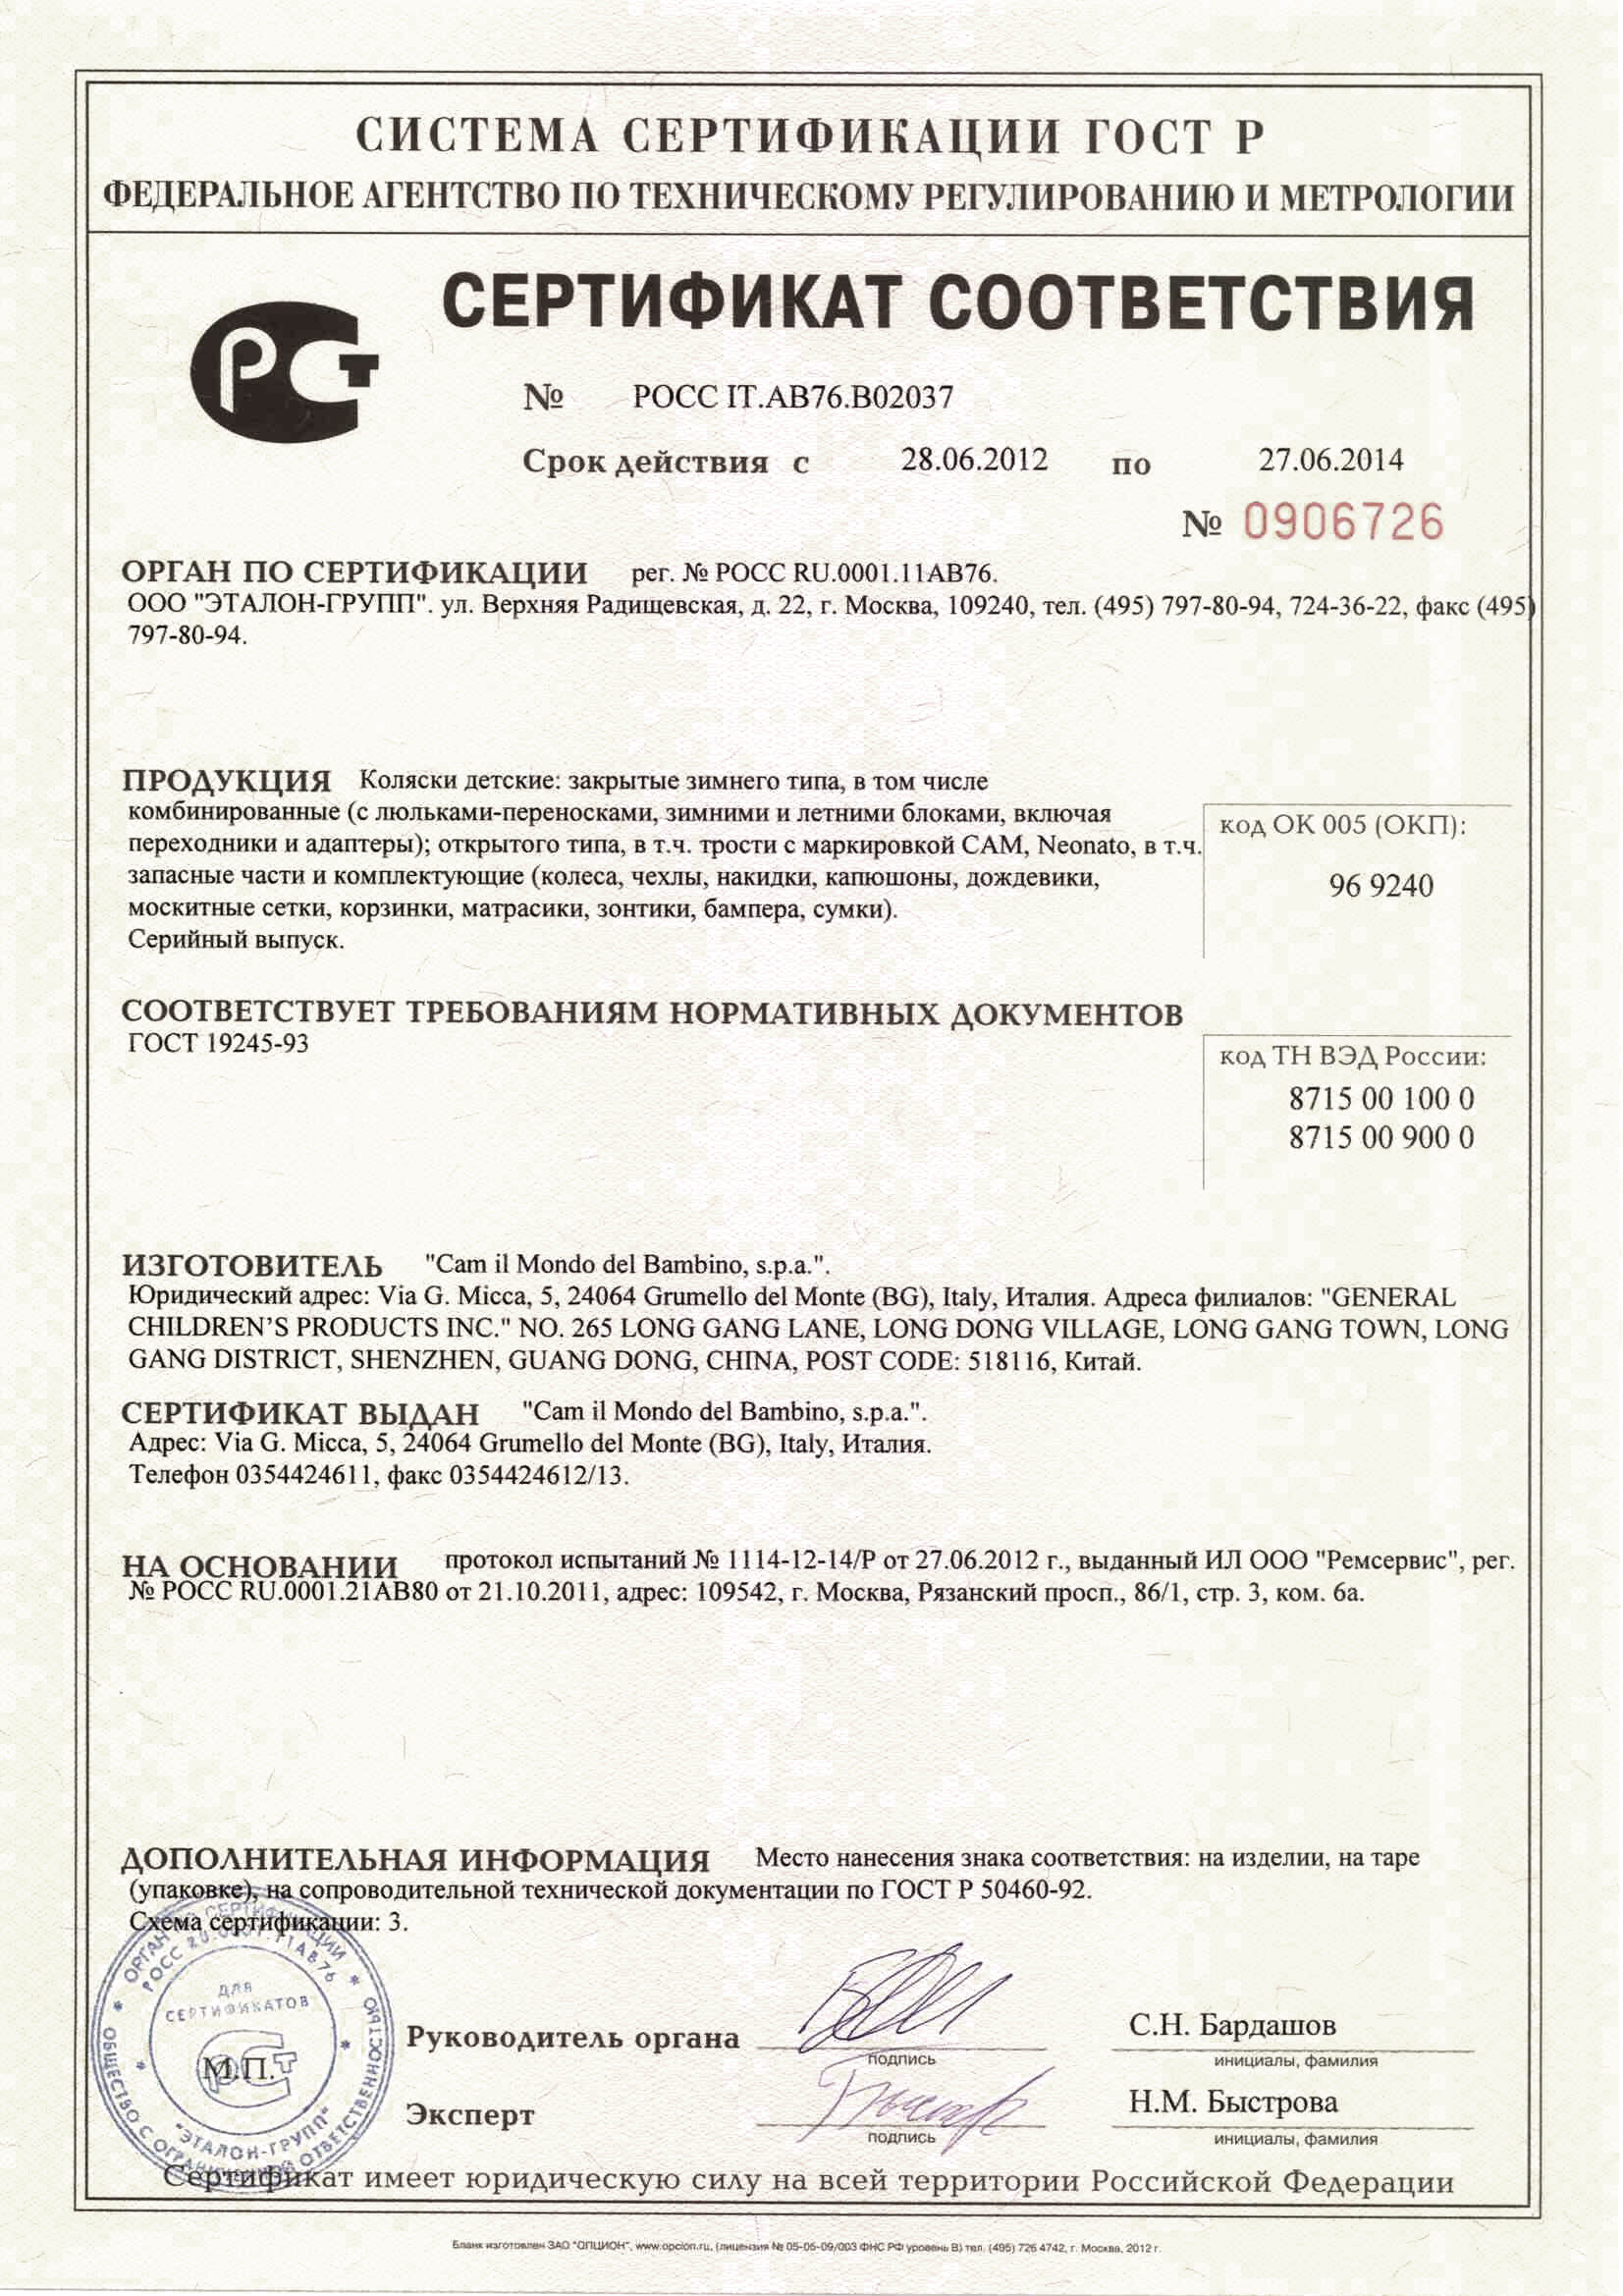 СИСТЕМА СЕРТИФИКАЦИИ ГОСТ Р
ФЕДЕРАЛЬНОЕ АГЕНТСТВО ПО ТЕХНИЧЕСКОМУ РЕГУЛИРОВАНИЮ И МЕТРОЛОГИИ
СЕРТИФИКАТ СООТВЕТСТВИЯ
№ РОСС IT.АВ76.В02037
Срок действия с 28.06.2012 по 27.06.2014
№ 0906726
ОРГАН ПО СЕРТИФИКАЦИИ рег. № РОСС RU.0001.11АВ76.
ООО "ЭТАЛОН-ГРУПП". ул. Верхняя Радищевская, д. 22, г. Москва, 109240, тел. (495) 797-80-94, 724-36-22, факс (495)
797-80-94.
ПРОДУКЦИЯ Коляски детские: закрытые зимнего типа, в том числе
комбинированные (с люльками-переносками, зимними и летними блоками, включая
переходники и адаптеры); открытого типа, в т.ч. трости с маркировкой САМ, Neonato, в т.ч.
запасные части и комплектующие (колеса, чехлы, накидки, капюшоны, дождевики,
москитные сетки, корзинки, матрасики, зонтики, бампера, сумки).
Серийный выпуск.
код ОК 005 (ОКП):
96 9240
СООТВЕТСТВУЕТ ТРЕБОВАНИЯМ НОРМАТИВНЫХ ДОКУМЕНТОВ
ГОСТ 19245-93
код ТН ВЭД России:
8715 00 100 0
8715 00 900 0
ИЗГОТОВИТЕЛЬ "Cam il Mondo del Bambino, s.p.a.".
Юридический адрес: Via G. Micca, 5, 24064 Grumello del Monte (BG), Italy, Италия. Адреса филиалов: "GENERAL
CHILDREN'S PRODUCTS INC." NO. 265 LONG GANG LANE, LONG DONG VILLAGE, LONG GANG TOWN, LONG
GANG DISTRICT, SHENZHEN, GUANG DONG, CHINA, POST CODE: 518116, Китай.
СЕРТИФИКАТ ВЫДАН "Cam il Mondo del Bambino, s.p.a.".
Адрес: Via G. Micca, 5, 24064 Grumello del Monte (BG), Italy, Италия.
Телефон 0354424611, факс 0354424612/13.
НА ОСНОВАНИИ протокол испытаний № 1114-12-14/Р от 27.06.2012 г., выданный ИЛ ООО "Ремсервис", рег.
№ РОСС RU.0001.21АВ80 от 21.10.2011, адрес: 109542, г. Москва, Рязанский просп., 86/1, стр. 3, ком. 6а.
ДОПОЛНИТЕЛЬНАЯ ИНФОРМАЦИЯ Место нанесения знака соответствия: на изделии, на таре
(упаковке), на сопроводительной технической документации по ГОСТ Р 50460-92.
Схема сертификации: 3.
ОРГАН ПО СЕРТИФИКАЦИИ
РОСС RU.0001.11АВ76
ОБЩЕСТВО С ОГРАНИЧЕННОЙ ОТВЕТСТВЕННОСТЬЮ
"ЭТАЛОН-ГРУПП"
ДЛЯ
СЕРТИФИКАТОВ
М.П.
Руководитель органа
подпись
С.Н. Бардашов
инициалы, фамилия
Эксперт
подпись
Н.М. Быстрова
инициалы, фамилия
Сертификат имеет юридическую силу на всей территории Российской Федерации
Бланк изготовлен ЗАО "ОПЦИОН", www.opcion.ru, (лицензия № 05-05-09/003 ФНС РФ уровень В) тел. (495) 726 4742, г. Москва, 2012 г.